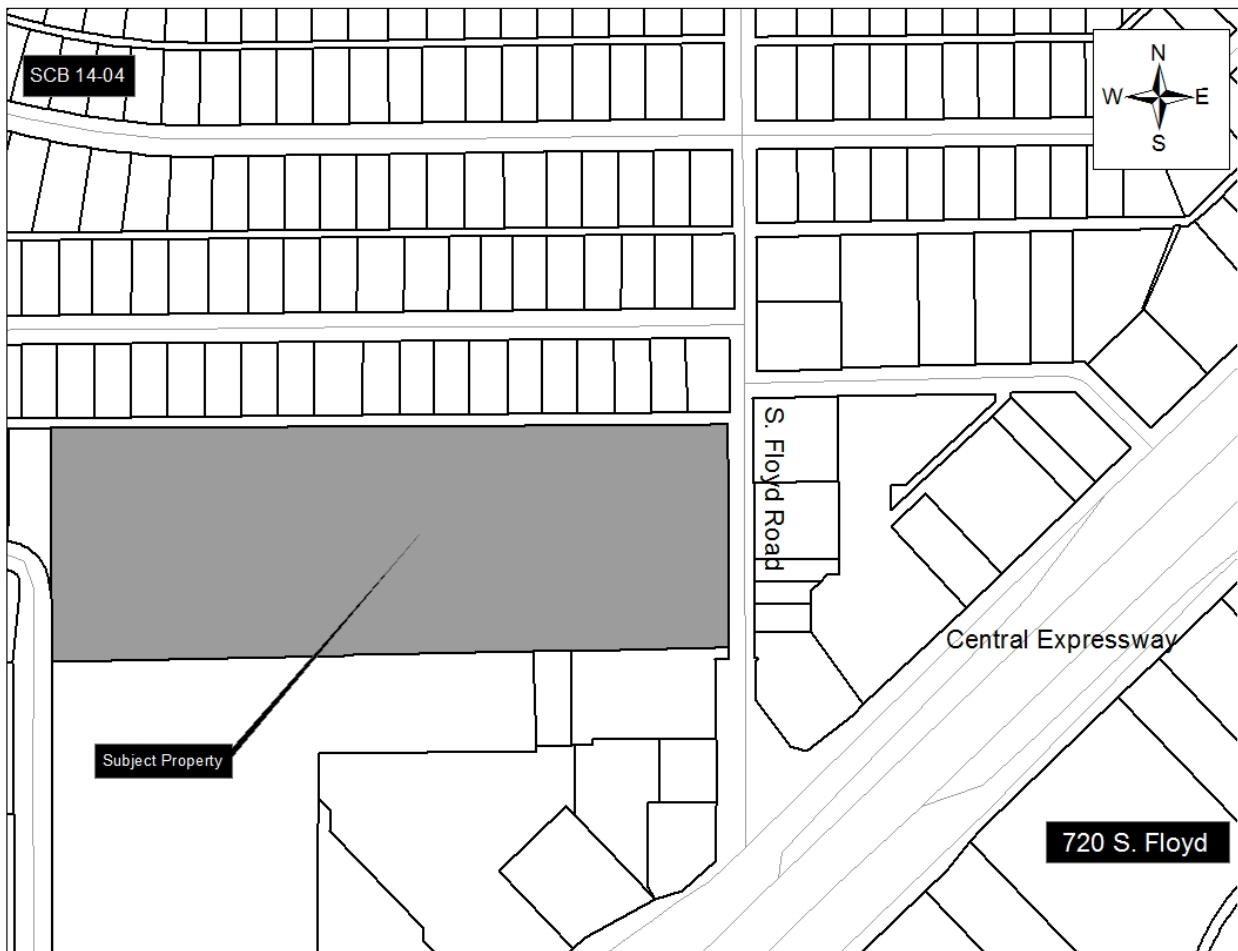 SCB 14-04
N
W E
S
S. Floyd Road
Central Expressway
Subject Property
720 S. Floyd